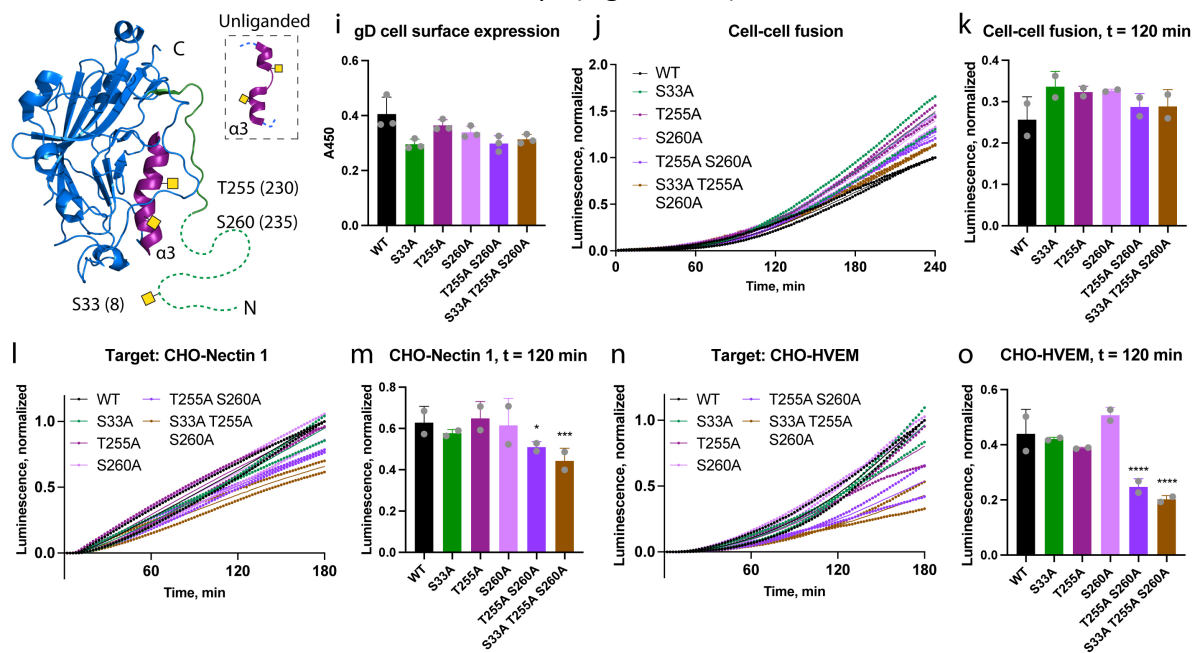 Unliganded
C
α3
T255 (230)
S260 (235)
α3
S33 (8)
N
i
gD cell surface expression
A450
0.6
0.4
0.2
0.0
WT
S33A
T255A
S260A
T255A S260A
S33A T255A S260A
j
Cell-cell fusion
Luminescence, normalized
2.0
1.5
1.0
0.5
0.0
WT
S33A
T255A
S260A
T255A S260A
S33A T255A
S260A
0 60 120 180 240
Time, min
k
Cell-cell fusion, t = 120 min
Luminescence, normalized
0.4
0.3
0.2
0.1
0.0
WT
S33A
T255A
S260A
T255A S260A
S33A T255A S260A
l
Target: CHO-Nectin 1
Luminescence, normalized
1.0
0.5
0.0
WT
S33A
T255A
S260A
T255A S260A
S33A T255A
S260A
60 120 180
Time, min
m
CHO-Nectin 1, t = 120 min
Luminescence, normalized
0.8
0.6
0.4
0.2
0.0
*
***
WT
S33A
T255A
S260A
T255A S260A
S33A T255A S260A
n
Target: CHO-HVEM
Luminescence, normalized
1.0
0.5
0.0
WT
S33A
T255A
S260A
T255A S260A
S33A T255A
S260A
60 120 180
Time, min
o
CHO-HVEM, t = 120 min
Luminescence, normalized
0.6
0.4
0.2
0.0
****
****
WT
S33A
T255A
S260A
T255A S260A
S33A T255A S260A